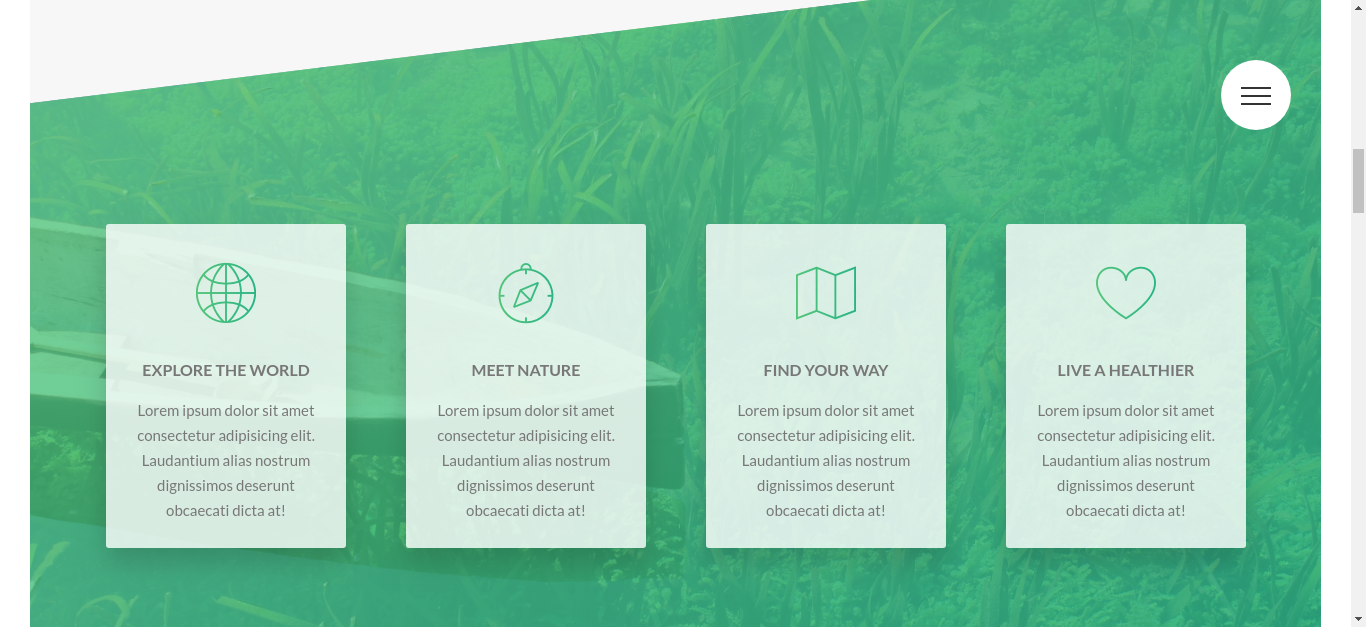 EXPLORE THE WORLD
Lorem ipsum dolor sit amet
consectetur adipisicing elit.
Laudantium alias nostrum
dignissimos deserunt
obcaecati dicta at!
MEET NATURE
Lorem ipsum dolor sit amet
consectetur adipisicing elit.
Laudantium alias nostrum
dignissimos deserunt
obcaecati dicta at!
FIND YOUR WAY
Lorem ipsum dolor sit amet
consectetur adipisicing elit.
Laudantium alias nostrum
dignissimos deserunt
obcaecati dicta at!
LIVE A HEALTHIER
Lorem ipsum dolor sit amet
consectetur adipisicing elit.
Laudantium alias nostrum
dignissimos deserunt
obcaecati dicta at!